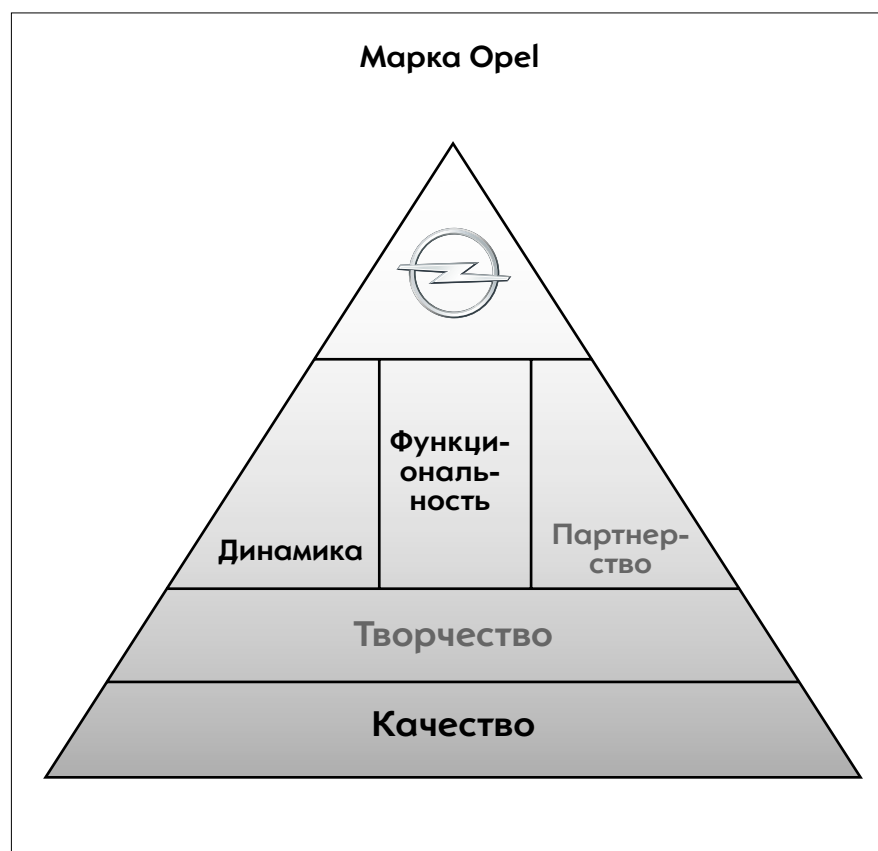 Марка Opel
Функци-
ональ-
ность
Динамика
Партнер-
ство
Творчество
Качество